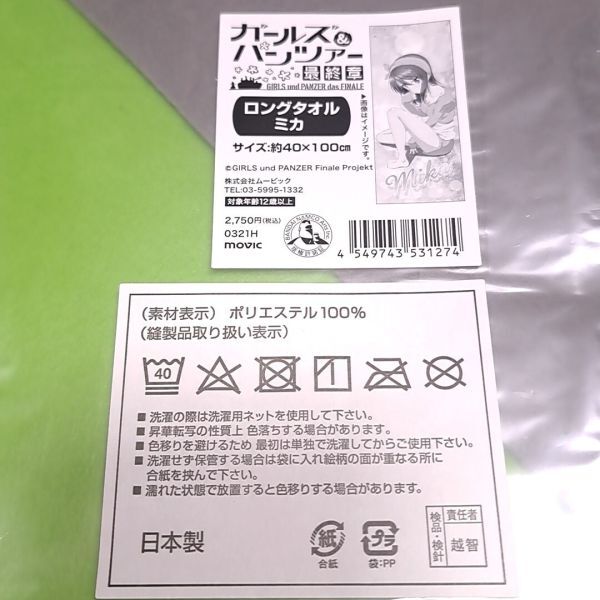 ガールズ&パンツァー
最終章
GIRLS und PANZER das FINALE
ロングタオル
ミカ
サイズ:約40×100cm
©GIRLS und PANZER Finale Projekt
株式会社ムービック
TEL:03-5995-1332
対象年齢12歳以上
2,750円(税込)
0321H
movic
▶画像はイメージです。
Mika
BANDAI NAMCO Arts Inc.
4 549743 531274
(素材表示) ポリエステル100%
(縫製品取り扱い表示)
40
■洗濯の際は洗濯用ネットを使用して下さい。
■昇華転写の性質上 色落ちする場合があります。
■色移りを避けるため 最初は単独で洗濯してからご使用下さい。
■洗濯せず保管する場合は袋に入れ絵柄の面が重なる所に
合紙を挟んで下さい。
■濡れた状態で放置すると色移りする場合があります。
日本製
紙
合紙
プラ
袋:PP
検品・検針
責任者
越智